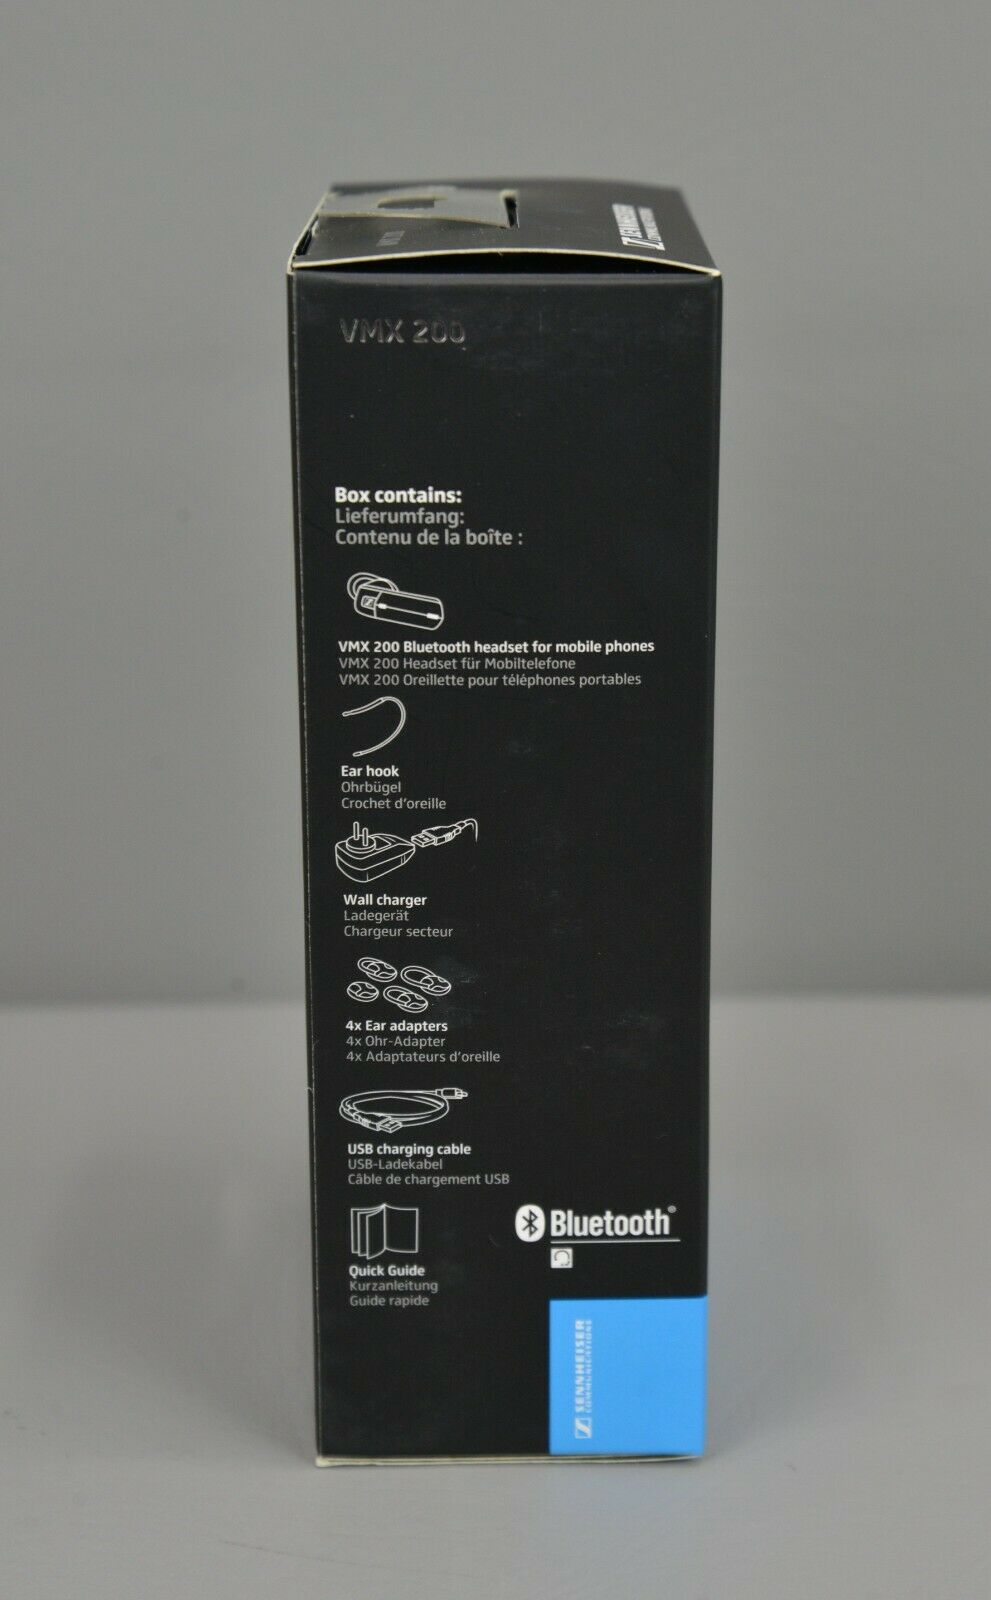 SENNHEISER
VMX 200
Box contains:
Lieferumfang:
Contenu de la boîte :
VMX 200 Bluetooth headset for mobile phones
VMX 200 Headset für Mobiltelefone
VMX 200 Oreillette pour téléphones portables
Ear hook
Ohrbügel
Crochet d'oreille
Wall charger
Ladegerät
Chargeur secteur
4x Ear adapters
4x Ohr-Adapter
4x Adaptateurs d'oreille
USB charging cable
USB-Ladekabel
Câble de chargement USB
Quick Guide
Kurzanleitung
Guide rapide
Bluetooth®
SENNHEISER
COMMUNICATIONS